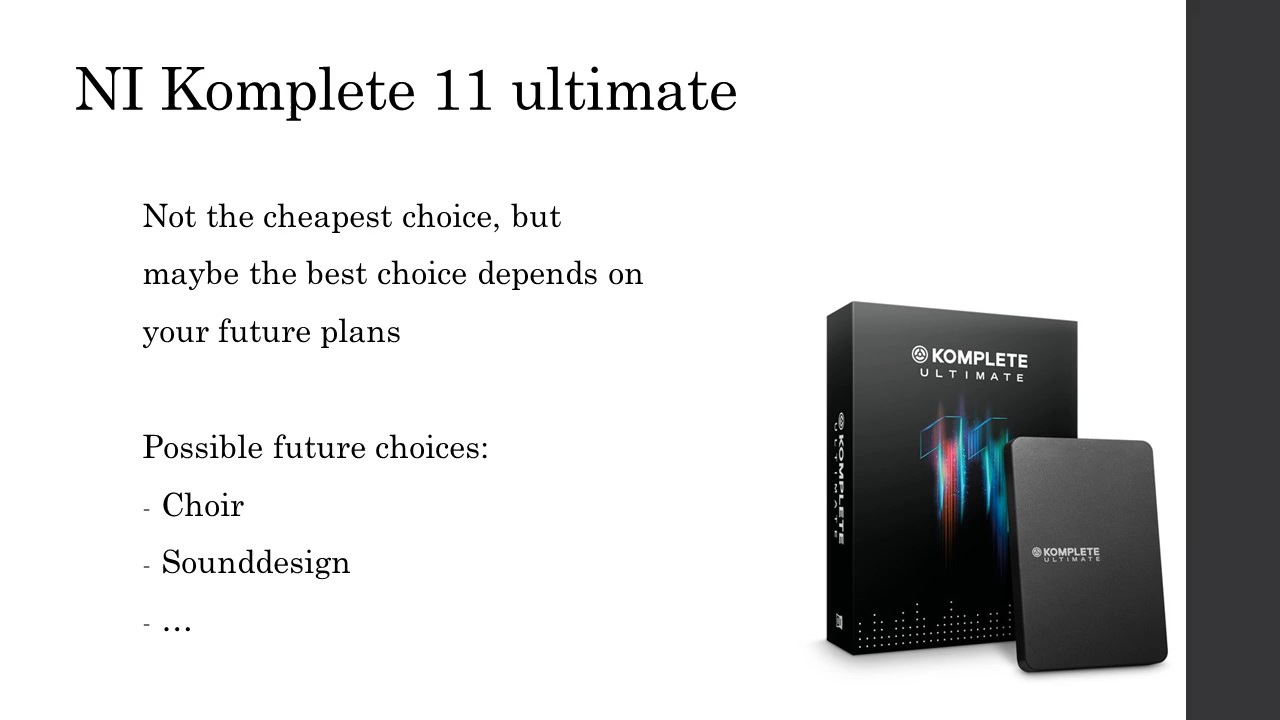 NI Komplete 11 ultimate
Not the cheapest choice, but
maybe the best choice depends on
your future plans
Possible future choices:
- Choir
- Sounddesign
- …
KOMPLETE
ULTIMATE
11
KOMPLETE
ULTIMATE
KOMPLETE
ULTIMATE